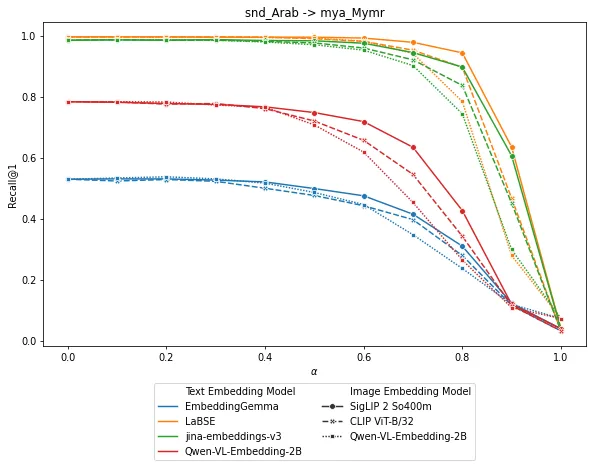 snd_Arab -> mya_Mymr
Recall@1
1.0
0.8
0.6
0.4
0.2
0.0
0.0 0.2 0.4 0.6 0.8 1.0
α
Text Embedding Model
EmbeddingGemma
LaBSE
jina-embeddings-v3
Qwen-VL-Embedding-2B
Image Embedding Model
SigLIP 2 So400m
CLIP ViT-B/32
Qwen-VL-Embedding-2B